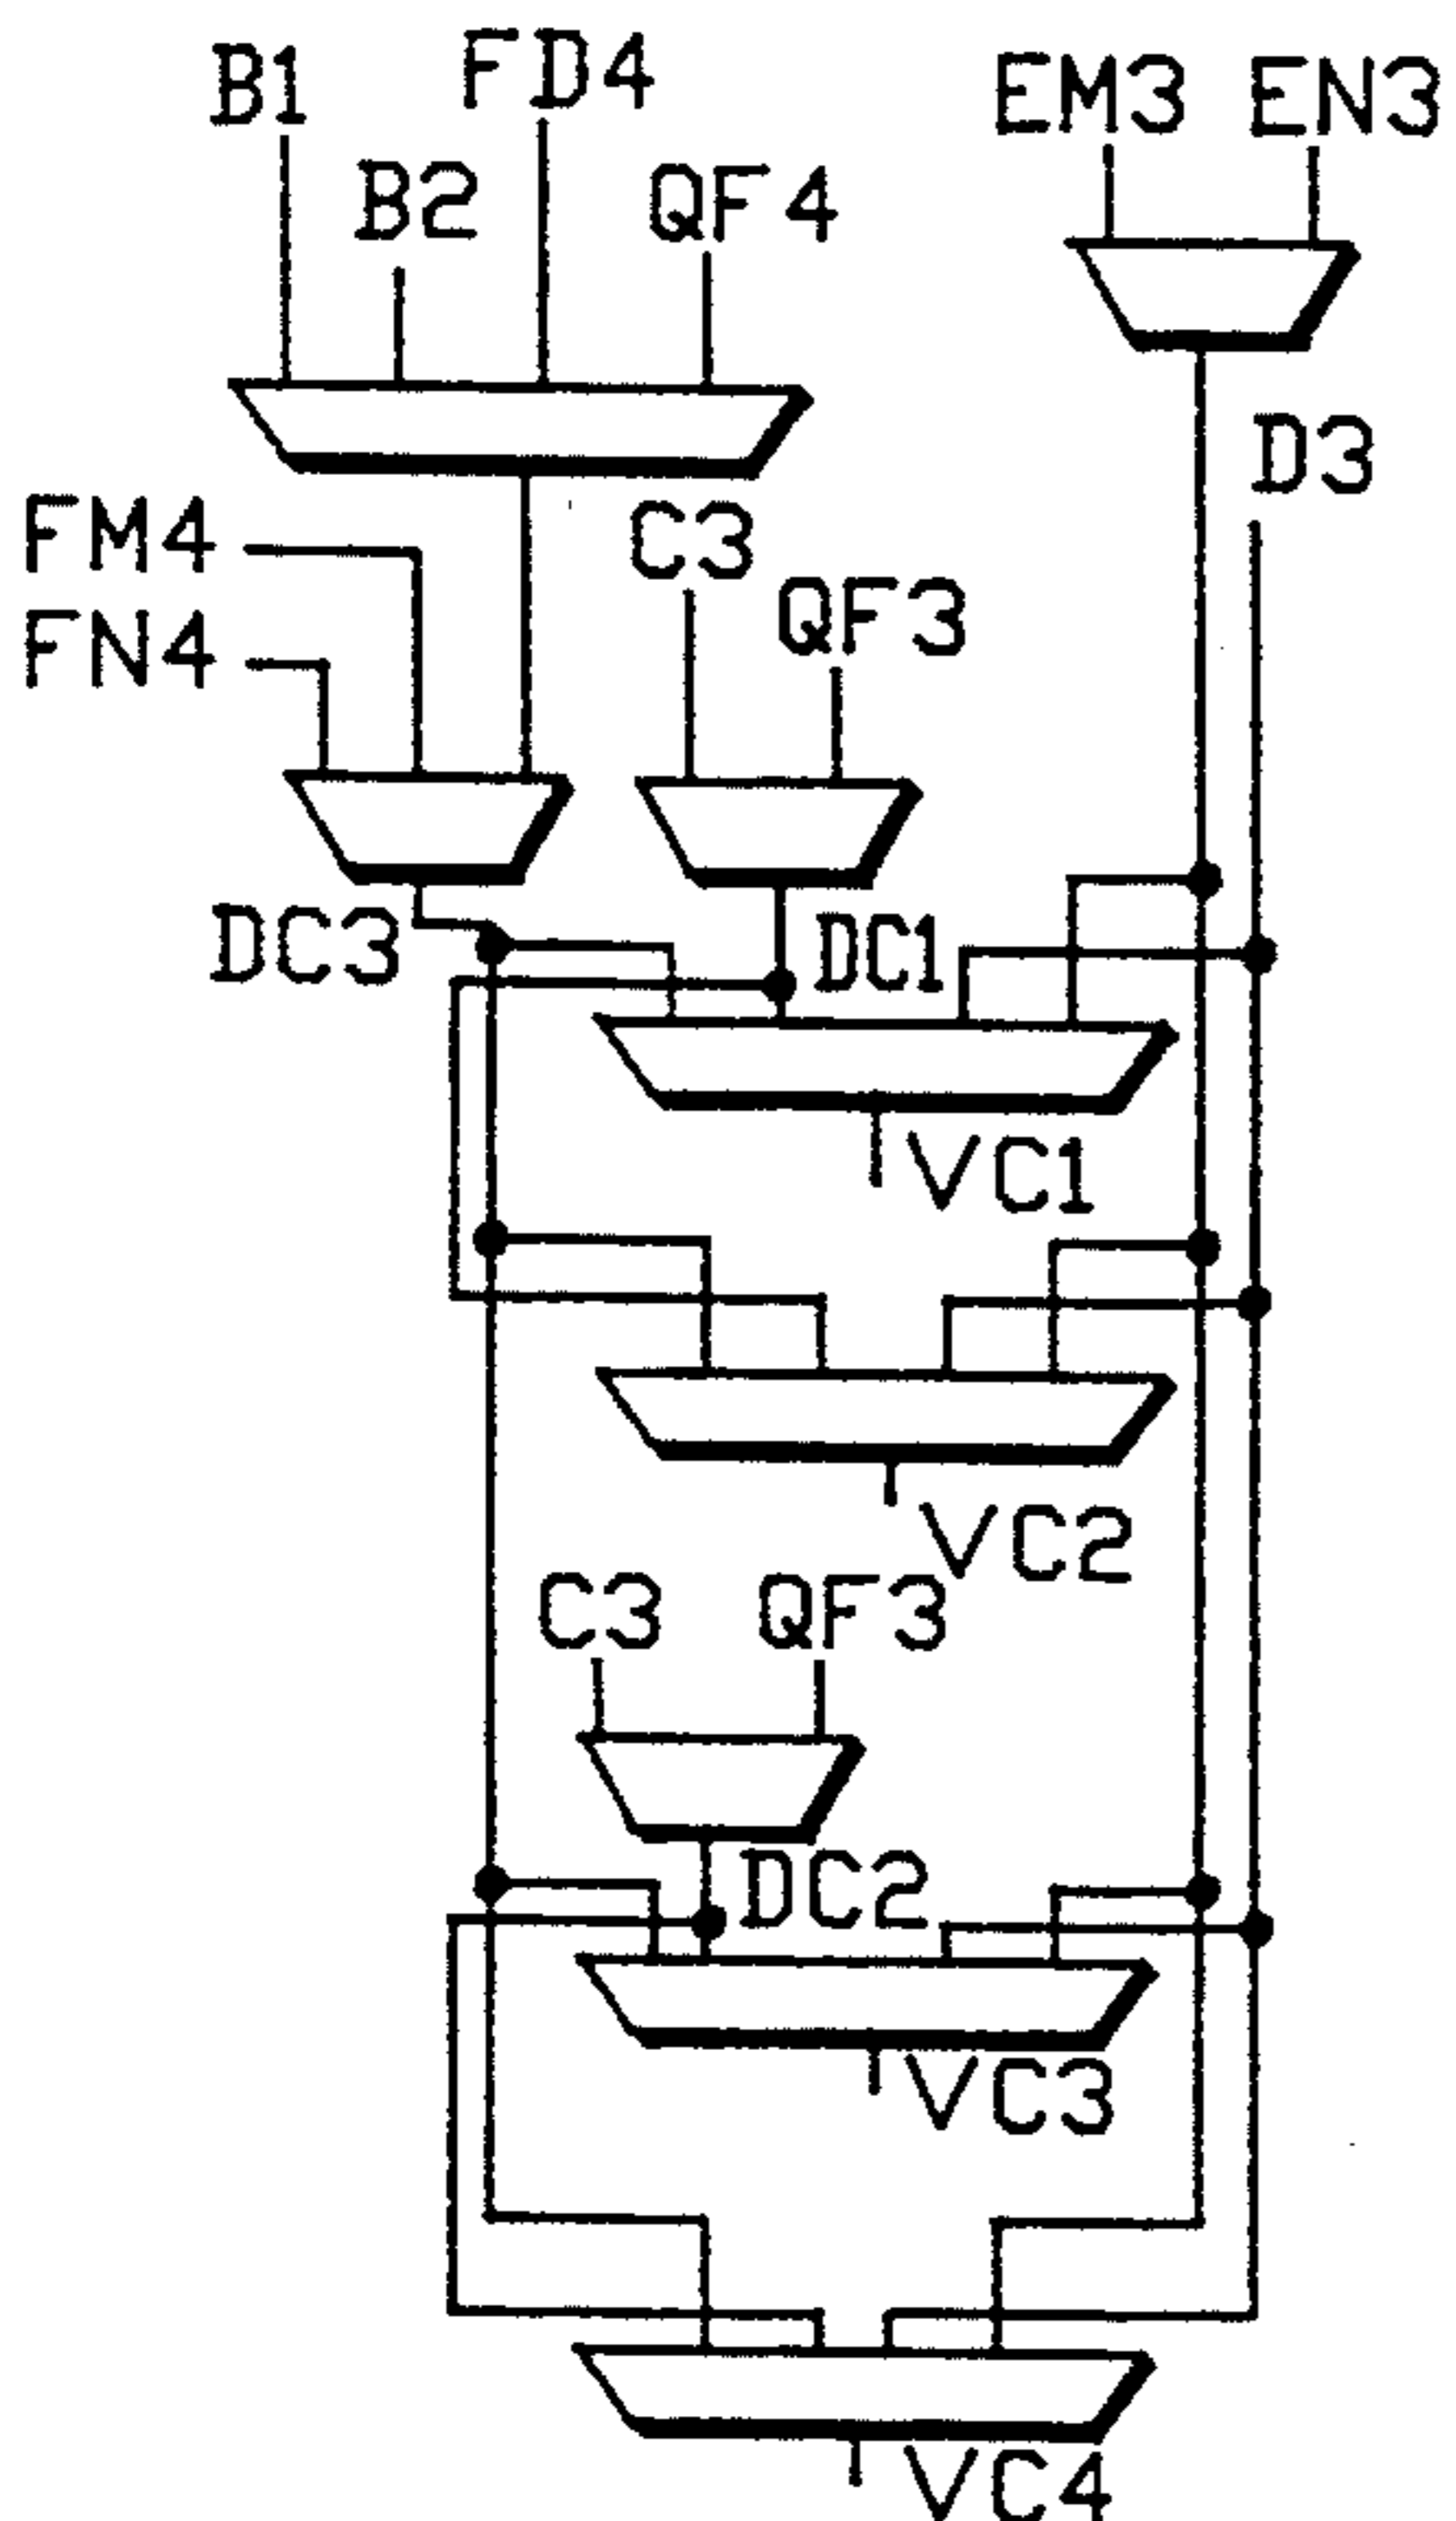 B1
FD4
EM3
EN3
B2
QF4
D3
FM4
C3
QF3
FN4
DC3
DC1
VC1
VC2
C3
QF3
DC2
VC3
VC4